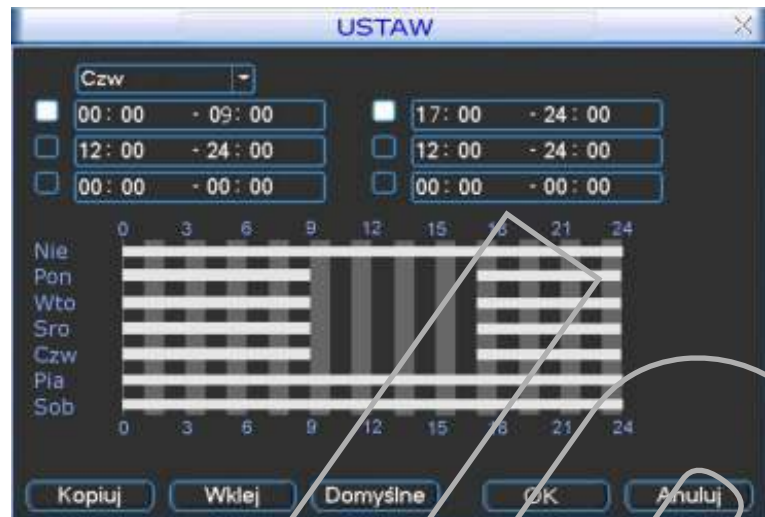 USTAW
Czw
00:00 - 09:00 17:00 - 24:00
12:00 - 24:00 12:00 - 24:00
00:00 - 00:00 00:00 - 00:00
0 3 6 9 12 15 18 21 24
Nie
Pon
Wto
Sro
Czw
Pia
Sob
0 3 6 9 12 15 18 21 24
Kopiuj Wklej Domyślne OK Anuluj